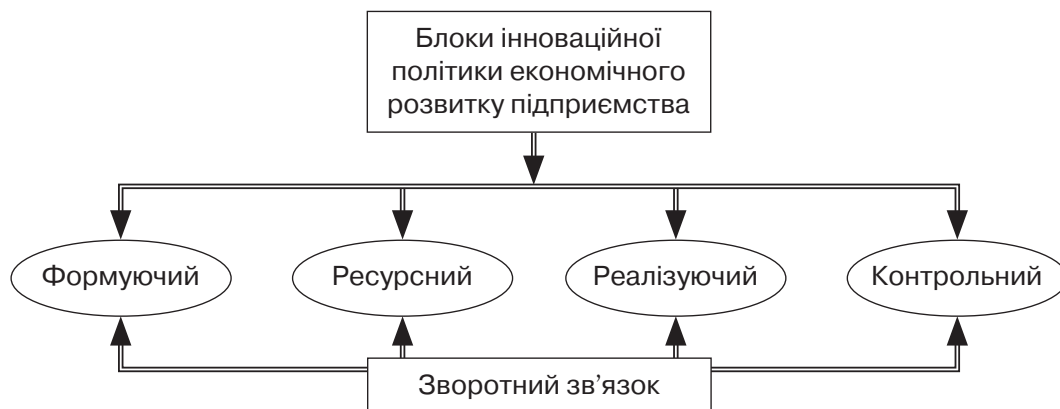 Блоки інноваційної
політики економічного
розвитку підприємства
Формуючий
Ресурсний
Реалізуючий
Контрольний
Зворотний зв'язок